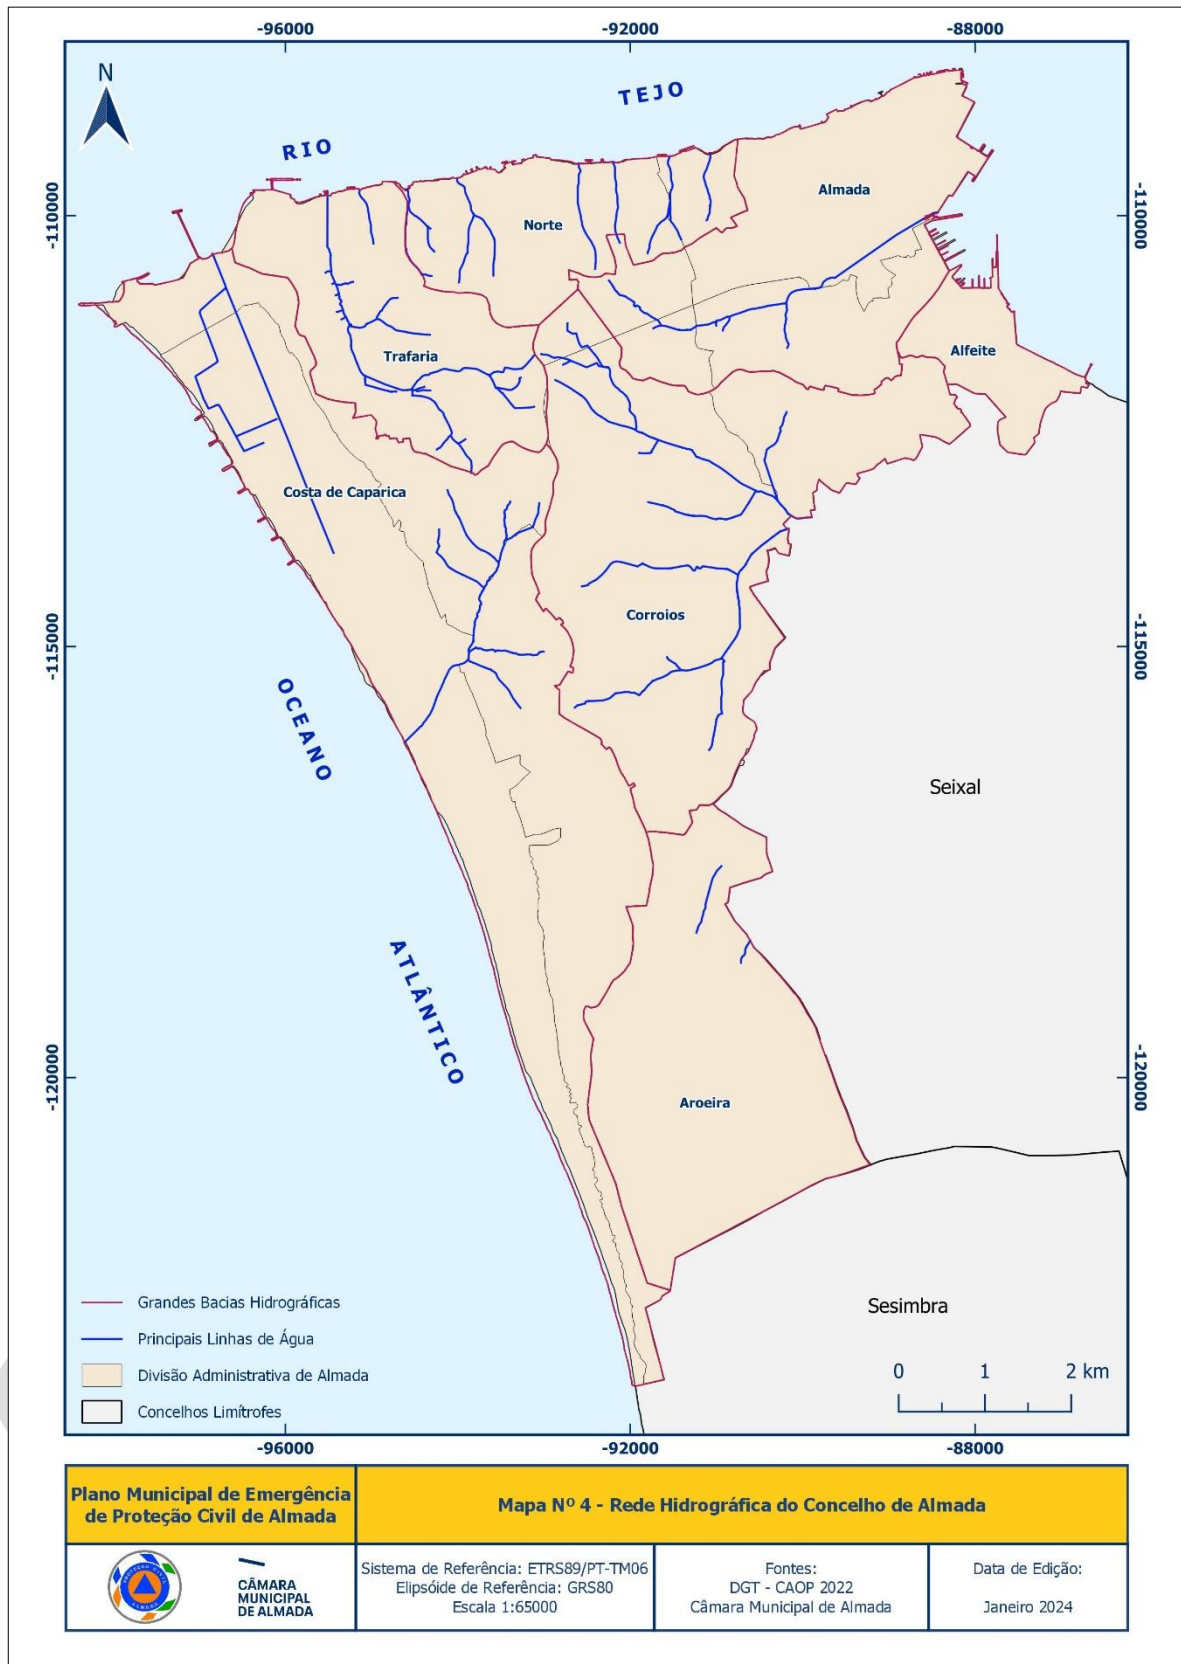 -96000
-92000
-88000
N
RIO
TEJO
-110000
-110000
Almada
Norte
Alfeite
Trafaria
Costa de Caparica
Corroios
-115000
-115000
OCEANO
Seixal
ATLÂNTICO
-120000
-120000
Aroeira
Sesimbra
Grandes Bacias Hidrográficas
Principais Linhas de Água
Divisão Administrativa de Almada
Concelhos Limítrofes
0 1 2 km
-96000
-92000
-88000
Plano Municipal de Emergência
de Proteção Civil de Almada
Mapa Nº 4 - Rede Hidrográfica do Concelho de Almada
PROTEÇÃO CIVIL
ALMADA
CÂMARA
MUNICIPAL
DE ALMADA
Sistema de Referência: ETRS89/PT-TM06
Elipsóide de Referência: GRS80
Escala 1:65000
Fontes:
DGT - CAOP 2022
Câmara Municipal de Almada
Data de Edição:
Janeiro 2024